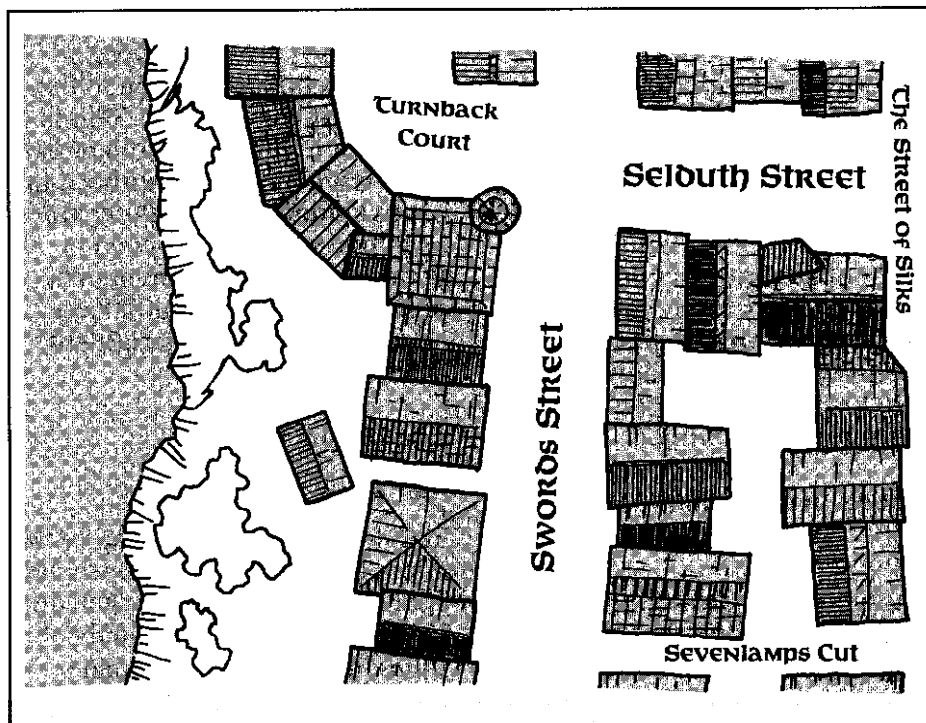 Turnback
Court
Selduth Street
The Street of Silks
Swords Street
Sevenlamps Cut